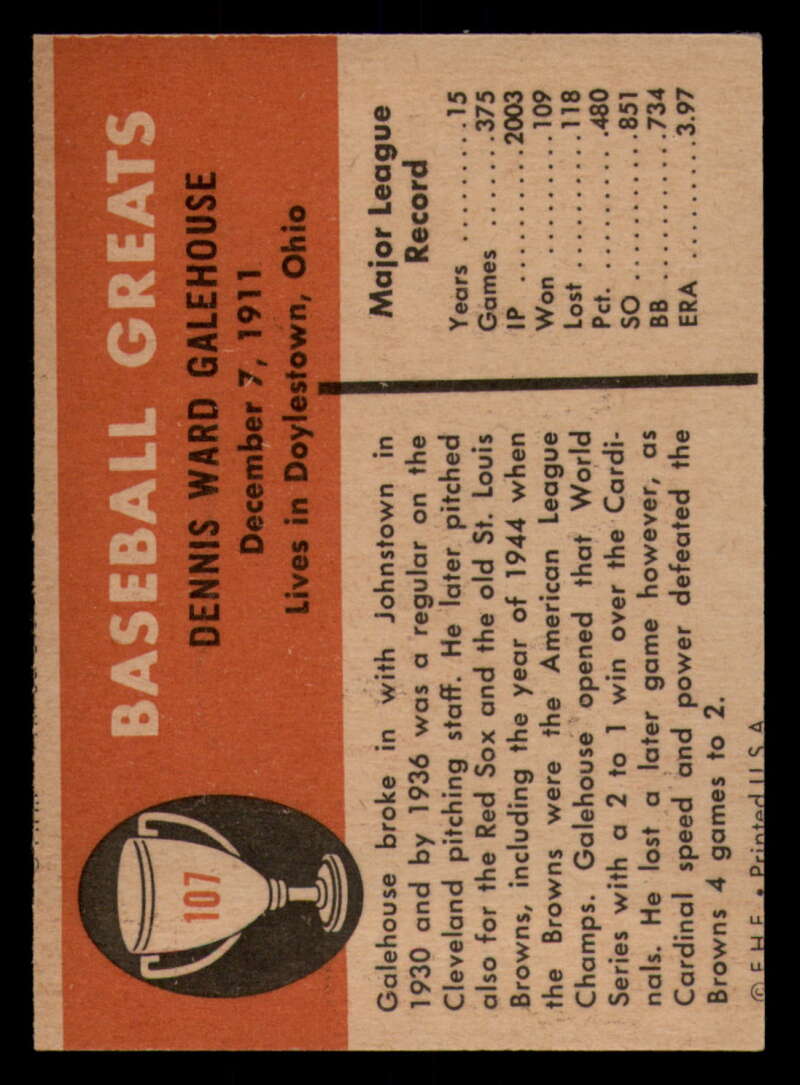 BASEBALL GREATS
DENNIS WARD GALEHOUSE
December 7, 1911
Lives in Doylestown, Ohio
107
Galehouse broke in with Johnstown in
1930 and by 1936 was a regular on the
Cleveland pitching staff. He later pitched
also for the Red Sox and the old St. Louis
Browns, including the year of 1944 when
the Browns were the American League
Champs. Galehouse opened that World
Series with a 2 to 1 win over the Cardi-
nals. He lost a later game however, as
Cardinal speed and power defeated the
Browns 4 games to 2.
Major League
Record
Years .........15
Games .......375
IP ..........2003
Won .........109
Lost ..........118
Pct. ..........480
SO ..........851
BB ...........734
ERA ........3.97
© F H F • Printed U S A